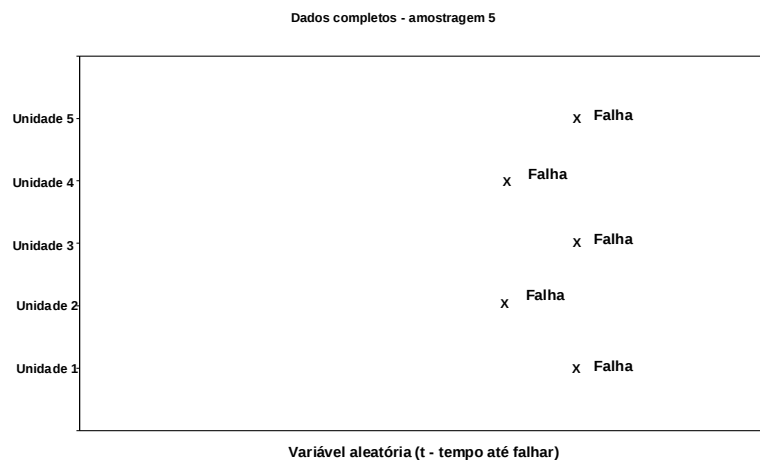 Dados completos - amostragem 5
Unidade 5
X Falha
Unidade 4
X Falha
Unidade 3
X Falha
Unidade 2
X Falha
Unidade 1
X Falha
Variável aleatória (t - tempo até falhar)